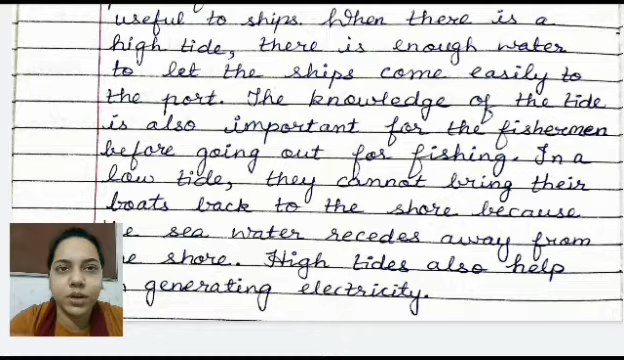 useful to ships. When there is a
high tide, there is enough water
to let the ships come easily to
the port. The knowledge of the tide
is also important for the fishermen
before going out for fishing. In a
low tide, they cannot bring their
boats back to the shore because
sea water recedes away from
shore. High tides also help
generating electricity.